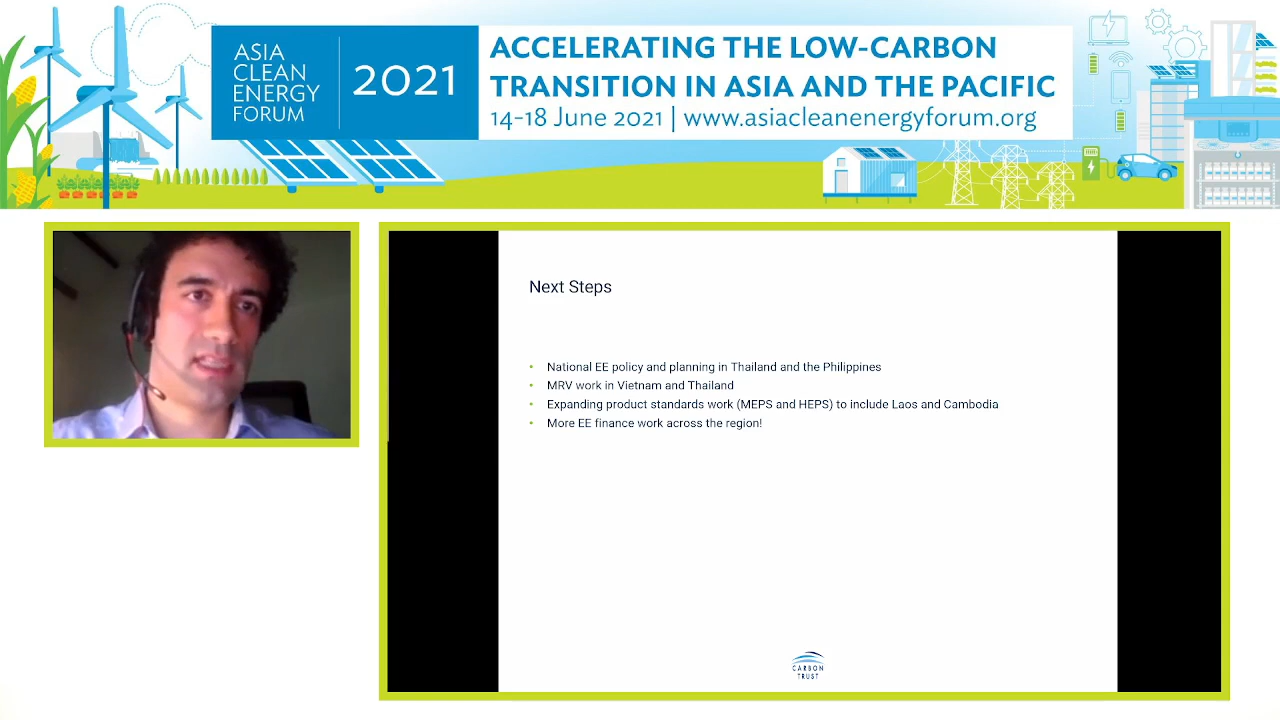 ASIA
CLEAN
ENERGY
FORUM
2021
ACCELERATING THE LOW-CARBON
TRANSITION IN ASIA AND THE PACIFIC
14-18 June 2021 | www.asiacleanenergyforum.org
Next Steps
• National EE policy and planning in Thailand and the Philippines
• MRV work in Vietnam and Thailand
• Expanding product standards work (MEPS and HEPS) to include Laos and Cambodia
• More EE finance work across the region!
CARBON
TRUST